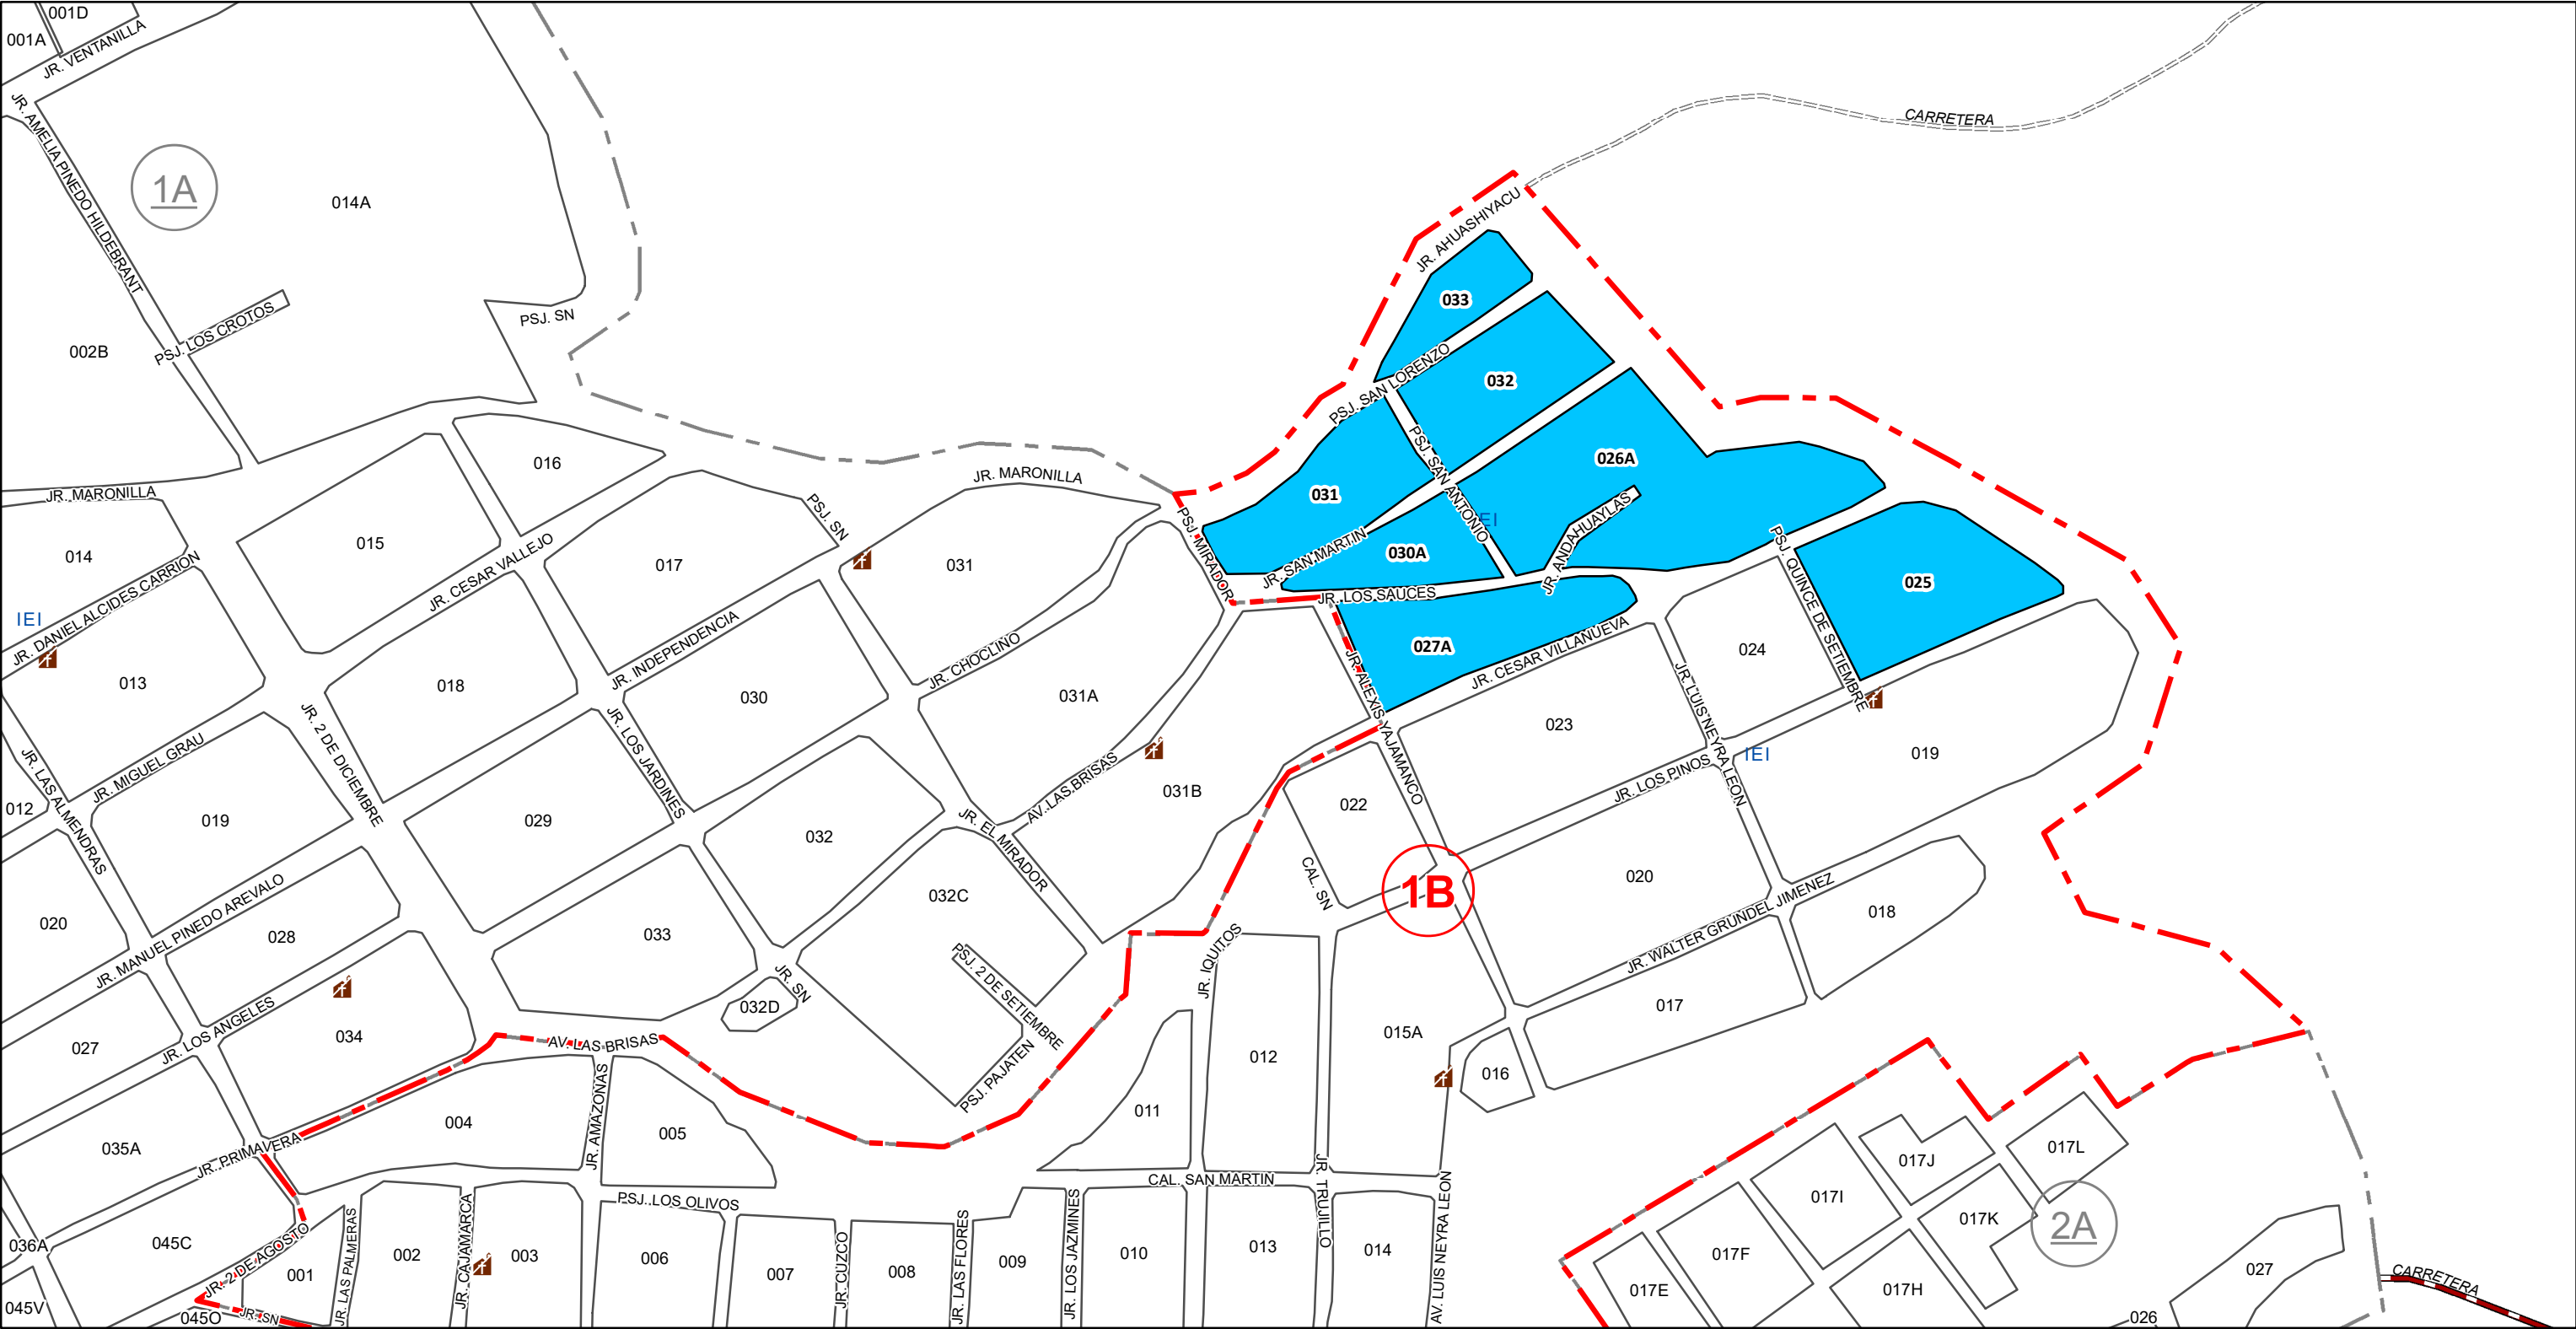 001D
001A
JR. VENTANILLA
CARRETERA
JR. AMELIA PINEDO HILDEBRANT
1A
014A
JR. AHUASHIYACU
033
PSJ. LOS CROTOS
PSJ. SN
002B
PSJ. SAN LORENZO
032
016
JR. MARONILLA
026A
JR. MARONILLA
031
PSJ. SAN ANTONIO
PSJ. SN
PSJ. MIRADOR
EI
JR. ANDAHUAYLAS
PSJ. QUINCE DE SETIEMBRE
014
015
JR. CESAR VALLEJO
017
031
JR. SAN MARTIN
030A
025
JR. DANIEL ALCIDES CARRION
IEI
JR. LOS SAUCES
JR. INDEPENDENCIA
JR. CHOCLINO
027A
JR. CESAR VILLANUEVA
024
013
018
030
031A
JR. ALEXIS YAJAMANCO
JR. LUIS NEYRA LEON
JR. 2 DE DICIEMBRE
JR. LOS JARDINES
023
IEI
019
JR. MIGUEL GRAU
JR. LAS ALMENDRAS
AV. LAS BRISAS
031B
JR. LOS PINOS
012
019
029
032
JR. EL MIRADOR
022
CAL. SN
1B
020
JR. MANUEL PINEDO AREVALO
032C
JR. WALTER GRUNDEL JIMENEZ
018
020
028
033
JR. IQUITOS
PSJ. 2 DE SETIEMBRE
JR. SN
032D
017
JR. LOS ANGELES
034
AV. LAS BRISAS
015A
027
012
016
PSJ. PAJATEN
JR. AMAZONAS
011
004
005
JR. PRIMAVERA
035A
017J
017L
CAL. SAN MARTIN
JR. TRUJILLO
PSJ. LOS OLIVOS
017I
017K
2A
JR. 2 DE AGOSTO
JR. LAS PALMERAS
JR. CAJAMARCA
JR. CUZCO
JR. LAS FLORES
JR. LOS JAZMINES
AV. LUIS NEYRA LEON
036A
045C
001
002
003
006
007
008
009
010
013
014
017F
017E
017H
027
CARRETERA
045V
045O
JR. SN
026